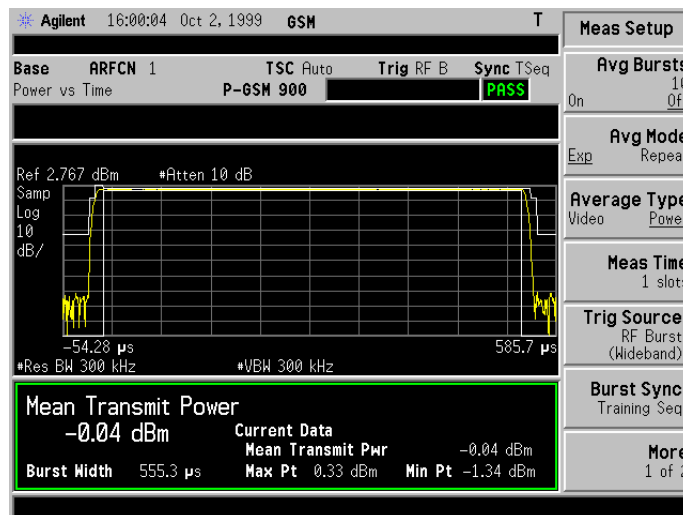 Agilent 16:00:04 Oct 2, 1999 GSM T
Meas Setup
Base ARFCN 1 TSC Auto Trig RF B Sync TSeq
Power vs Time P-GSM 900 PASS
Avg Bursts
10
On Of
Avg Mode
Exp Repea
Ref 2.767 dBm #Atten 10 dB
Samp
Log
10
dB/
Average Type
Video Powe
Meas Time
1 slots
Trig Source
RF Burst
(Wideband)
-54.28 µs 585.7 µs
#Res BW 300 kHz #VBW 300 kHz
Burst Sync
Training Seq
Mean Transmit Power
-0.04 dBm
Current Data
Mean Transmit Pwr -0.04 dBm
Burst Width 555.3 µs Max Pt 0.33 dBm Min Pt -1.34 dBm
More
1 of 2